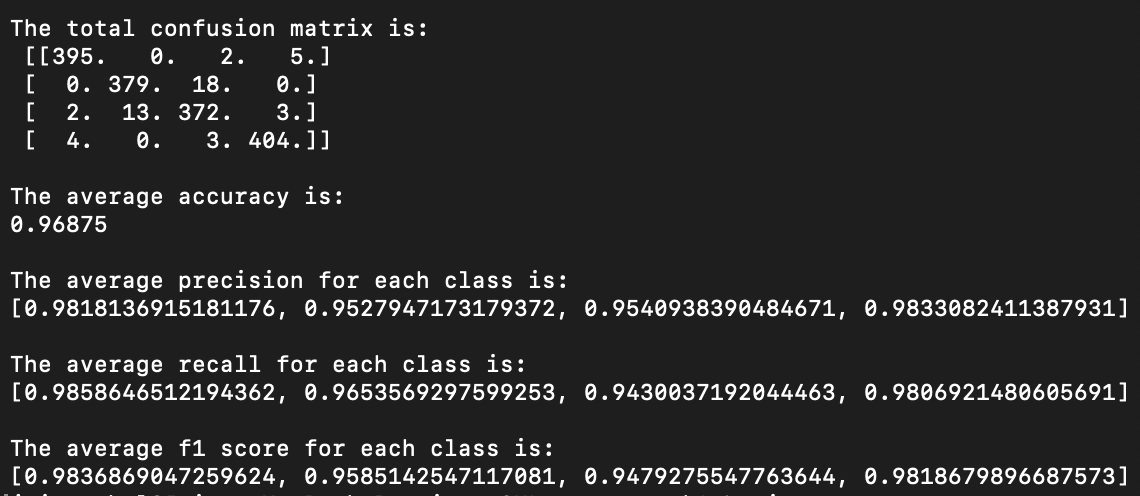 The total confusion matrix is:
[[395. 0. 2. 5.]
[ 0. 379. 18. 0.]
[ 2. 13. 372. 3.]
[ 4. 0. 3. 404.]]
The average accuracy is:
0.96875
The average precision for each class is:
[0.9818136915181176, 0.9527947173179372, 0.9540938390484671, 0.9833082411387931]
The average recall for each class is:
[0.9858646512194362, 0.9653569297599253, 0.9430037192044463, 0.9806921480605691]
The average f1 score for each class is:
[0.9836869047259624, 0.9585142547117081, 0.9479275547763644, 0.9818679896687573]